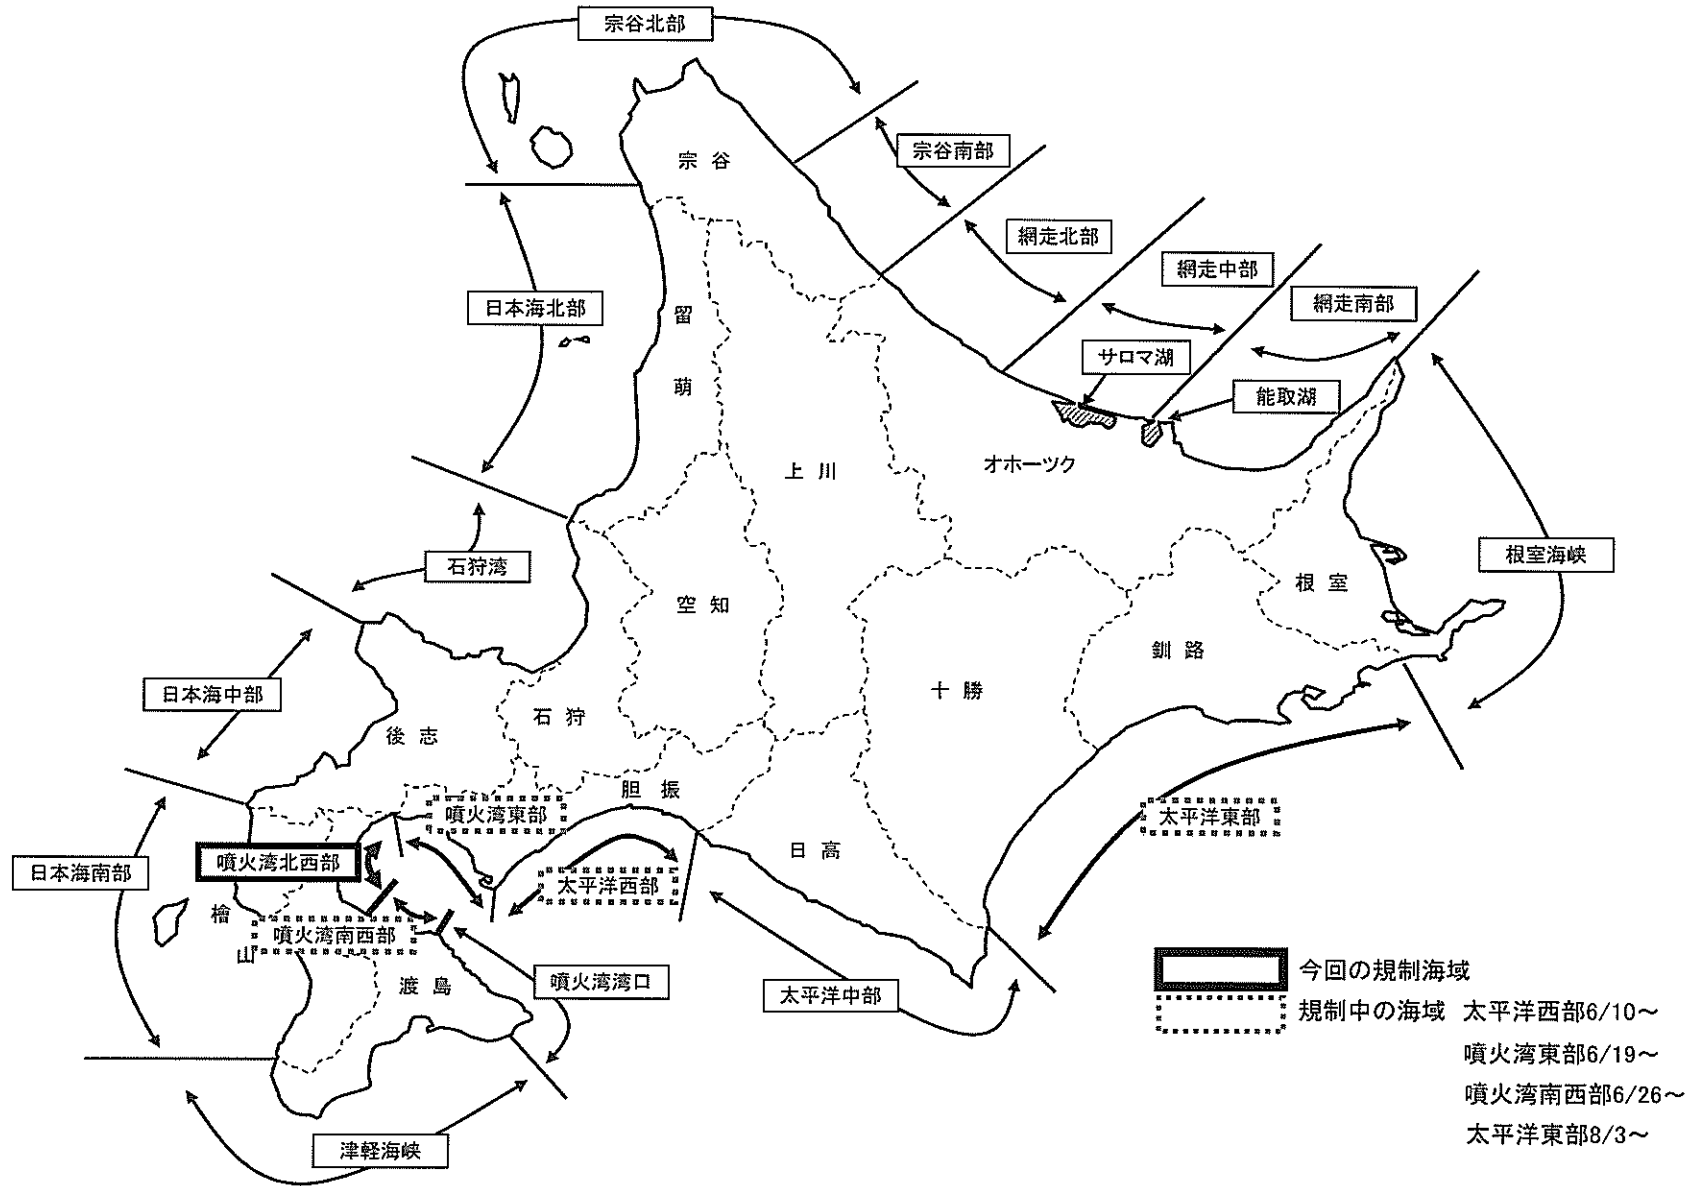 宗谷北部
宗谷南部
宗谷
網走北部
網走中部
網走南部
日本海北部
留
萌
サロマ湖
能取湖
上川
オホーツク
石狩湾
根室海峡
空知
根室
釧路
日本海中部
十勝
石狩
後志
胆振
噴火湾東部
太平洋東部
日高
噴火湾北西部
日本海南部
太平洋西部
檜
山
噴火湾南西部
渡島
噴火湾湾口
太平洋中部
津軽海峡
今回の規制海域
規制中の海域 太平洋西部6/10～
噴火湾東部6/19～
噴火湾南西部6/26～
太平洋東部8/3～